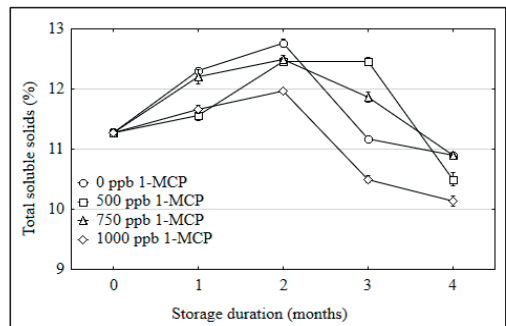 13
12
11
10
9
Total soluble solids (%)
0 ppb 1-MCP
500 ppb 1-MCP
750 ppb 1-MCP
1000 ppb 1-MCP
0 1 2 3 4
Storage duration (months)